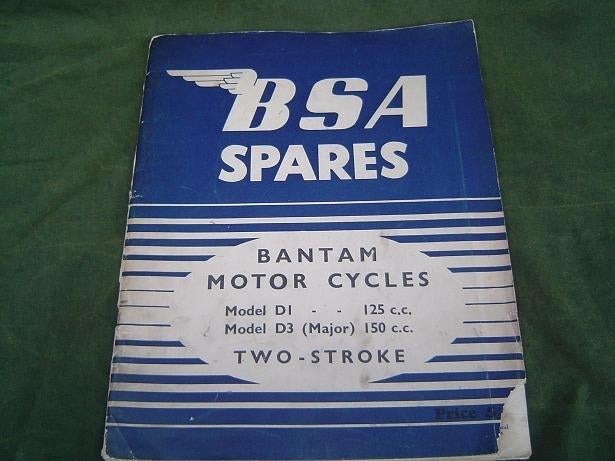 BSA
SPARES
BANTAM
MOTOR CYCLES
Model D1 - - 125 c.c.
Model D3 (Major) 150 c.c.
TWO-STROKE
Price